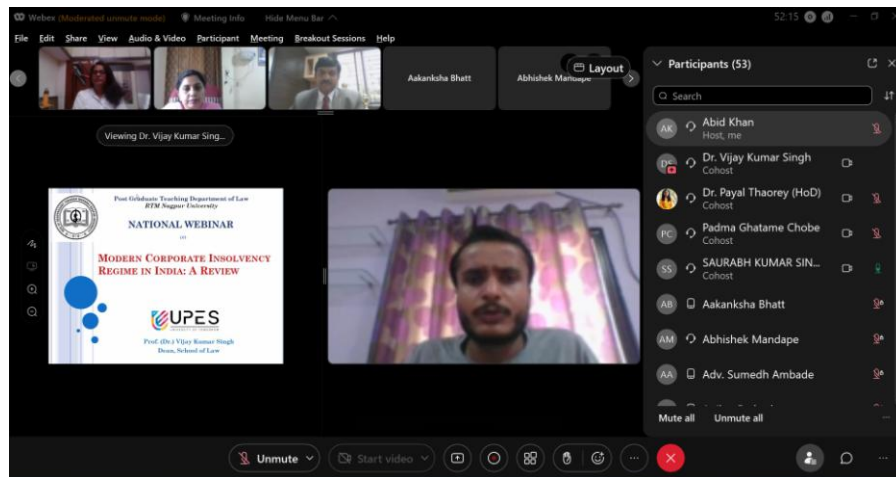 Webex (Moderated unmute mode) Meeting Info Hide Menu Bar
52:15
File Edit Share View Audio & Video Participant Meeting Breakout Sessions Help
Aakanksha Bhatt
Abhishek Mandape
Layout
Viewing Dr. Vijay Kumar Sing...
Post Graduate Teaching Department of Law
RTM Nagpur University
NATIONAL WEBINAR
on
MODERN CORPORATE INSOLVENCY
REGIME IN INDIA: A REVIEW
UPES
Prof. (Dr.) Vijay Kumar Singh
Dean, School of Law
Participants (53)
Search
AK Abid Khan
Host, me
DS Dr. Vijay Kumar Singh
Cohost
Dr. Payal Thaorey (HoD)
Cohost
PC Padma Ghatame Chobe
Cohost
SS SAURABH KUMAR SIN...
Cohost
AB Aakanksha Bhatt
AM Abhishek Mandape
AA Adv. Sumedh Ambade
Mute all Unmute all
Unmute
Start video